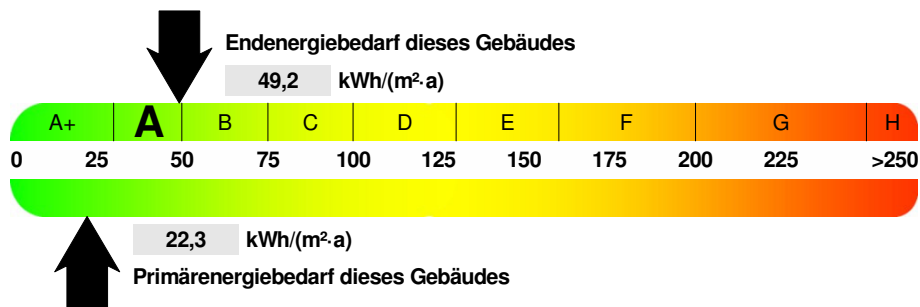 Endenergiebedarf dieses Gebäudes
49,2 kWh/(m²·a)
A+ A B C D E F G H
0 25 50 75 100 125 150 175 200 225 >250
22,3 kWh/(m²·a)
Primärenergiebedarf dieses Gebäudes